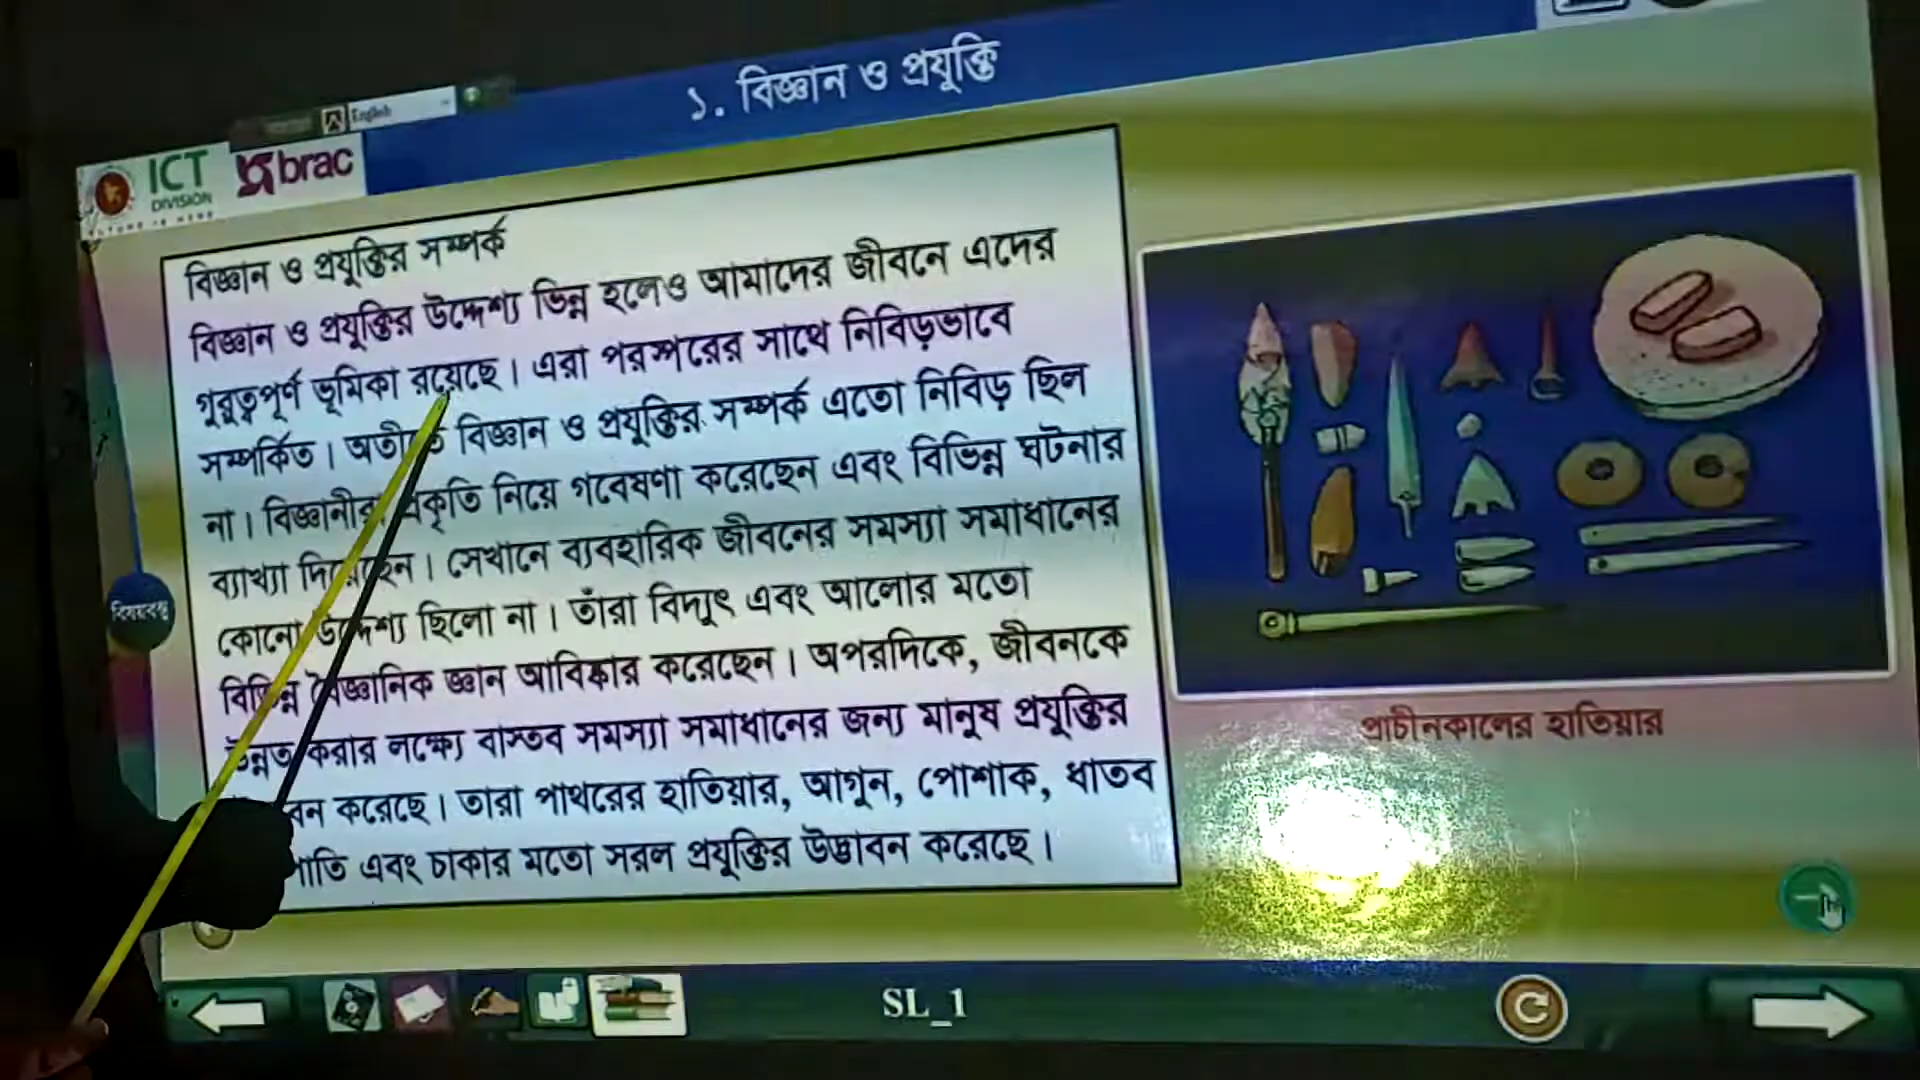 ১. বিজ্ঞান ও প্রযুক্তি
English
ICT
DIVISION
brac
বিজ্ঞান ও প্রযুক্তির সম্পর্ক
বিজ্ঞান ও প্রযুক্তির উদ্দেশ্য ভিন্ন হলেও আমাদের জীবনে এদের
গুরুত্বপূর্ণ ভূমিকা রয়েছে। এরা পরস্পরের সাথে নিবিড়ভাবে
সম্পর্কিত। অতীতে বিজ্ঞান ও প্রযুক্তির সম্পর্ক এতো নিবিড় ছিল
না। বিজ্ঞানীরা প্রকৃতি নিয়ে গবেষণা করেছেন এবং বিভিন্ন ঘটনার
ব্যাখ্যা দিয়েছেন। সেখানে ব্যবহারিক জীবনের সমস্যা সমাধানের
কোনো উদ্দেশ্য ছিলো না। তাঁরা বিদ্যুৎ এবং আলোর মতো
বিভিন্ন বৈজ্ঞানিক জ্ঞান আবিষ্কার করেছেন। অপরদিকে, জীবনকে
উন্নত করার লক্ষ্যে বাস্তব সমস্যা সমাধানের জন্য মানুষ প্রযুক্তির
করেছে। তারা পাথরের হাতিয়ার, আগুন, পোশাক, ধাতব
এবং চাকার মতো সরল প্রযুক্তির উদ্ভাবন করেছে।
বিষয়বস্তু
প্রাচীনকালের হাতিয়ার
SL_1